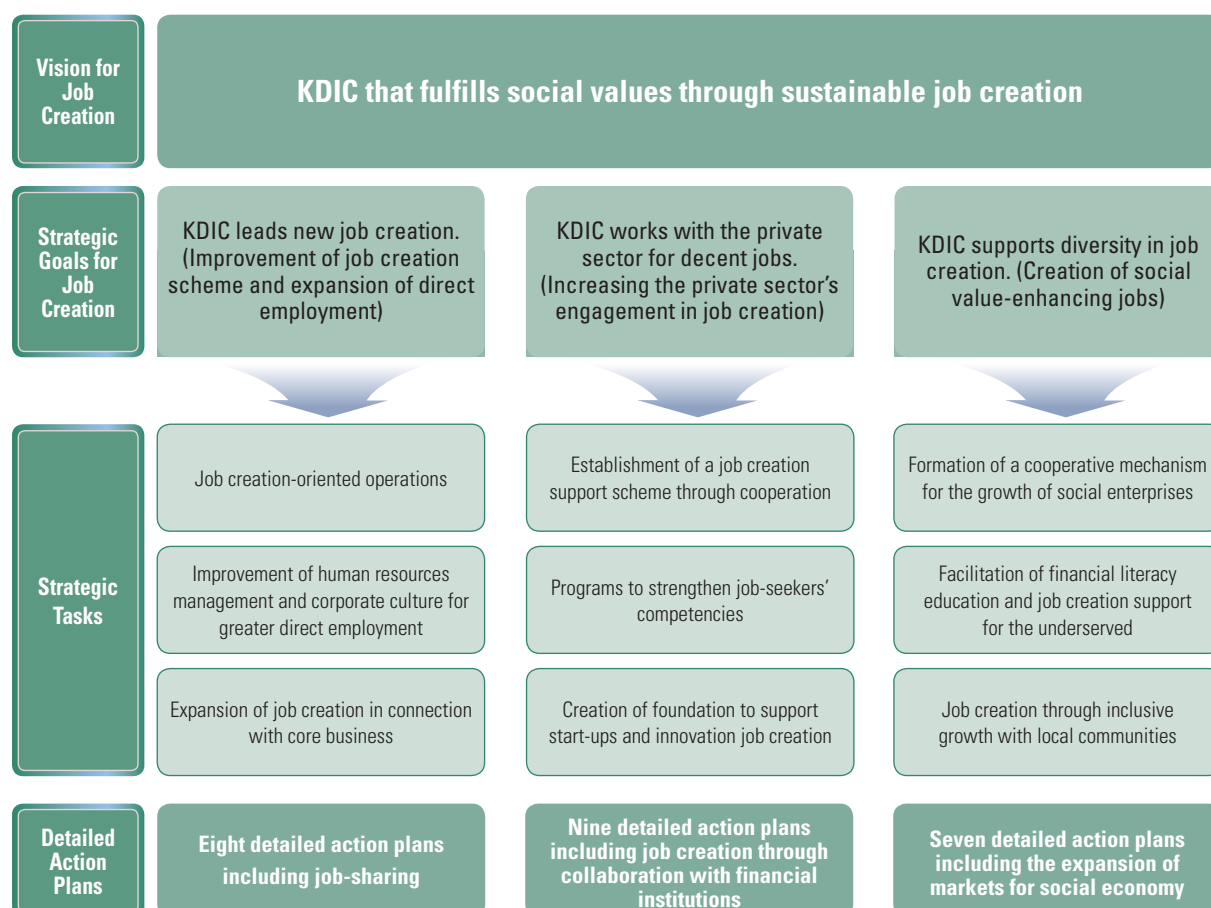 Vision for
Job
Creation
KDIC that fulfills social values through sustainable job creation
Strategic
Goals for
Job
Creation
KDIC leads new job creation.
(Improvement of job creation
scheme and expansion of direct
employment)
KDIC works with the private
sector for decent jobs.
(Increasing the private sector's
engagement in job creation)
KDIC supports diversity in job
creation. (Creation of social
value-enhancing jobs)
Strategic
Tasks
Job creation-oriented operations
Establishment of a job creation
support scheme through cooperation
Formation of a cooperative mechanism
for the growth of social enterprises
Improvement of human resources
management and corporate culture for
greater direct employment
Programs to strengthen job-seekers'
competencies
Facilitation of financial literacy
education and job creation support
for the underserved
Expansion of job creation in connection
with core business
Creation of foundation to support
start-ups and innovation job creation
Job creation through inclusive
growth with local communities
Detailed
Action
Plans
Eight detailed action plans
including job-sharing
Nine detailed action plans
including job creation through
collaboration with financial
institutions
Seven detailed action plans
including the expansion of
markets for social economy